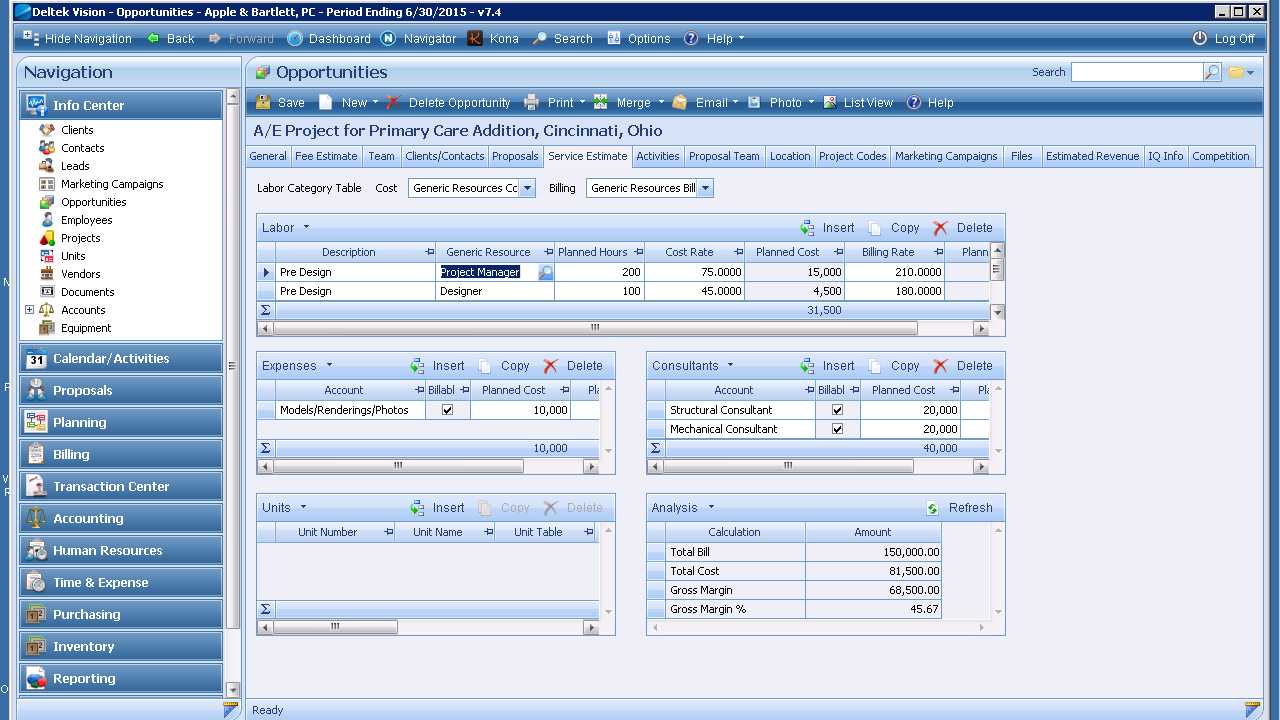 Deltek Vision - Opportunities - Apple & Bartlett, PC - Period Ending 6/30/2015 - v7.4
Hide Navigation Back Forward Dashboard Navigator Kona Search Options Help Log Off
Navigation
Info Center
Clients
Contacts
Leads
Marketing Campaigns
Opportunities
Employees
Projects
Units
Vendors
Documents
Accounts
Equipment
31 Calendar/Activities
Proposals
Planning
Billing
Transaction Center
Accounting
Human Resources
Time & Expense
Purchasing
Inventory
Reporting
Opportunities
Search
Save New Delete Opportunity Print Merge Email Photo List View Help
A/E Project for Primary Care Addition, Cincinnati, Ohio
General Fee Estimate Team Clients/Contacts Proposals Service Estimate Activities Proposal Team Location Project Codes Marketing Campaigns Files Estimated Revenue IQ Info Competition
Labor Category Table Cost Generic Resources Cc Billing Generic Resources Bill
Labor Insert Copy Delete
Description Generic Resource Planned Hours Cost Rate Planned Cost Billing Rate Plann
Pre Design Project Manager 200 75.0000 15,000 210.0000
Pre Design Designer 100 45.0000 4,500 180.0000
Σ 31,500
Expenses Insert Copy Delete
Account Billabl Planned Cost Pla
Models/Renderings/Photos 10,000
Σ 10,000
Consultants Insert Copy Delete
Account Billabl Planned Cost Pla
Structural Consultant 20,000
Mechanical Consultant 20,000
Σ 40,000
Units Insert Copy Delete
Unit Number Unit Name Unit Table
Σ
Analysis Refresh
Calculation Amount
Total Bill 150,000.00
Total Cost 81,500.00
Gross Margin 68,500.00
Gross Margin % 45.67
Ready